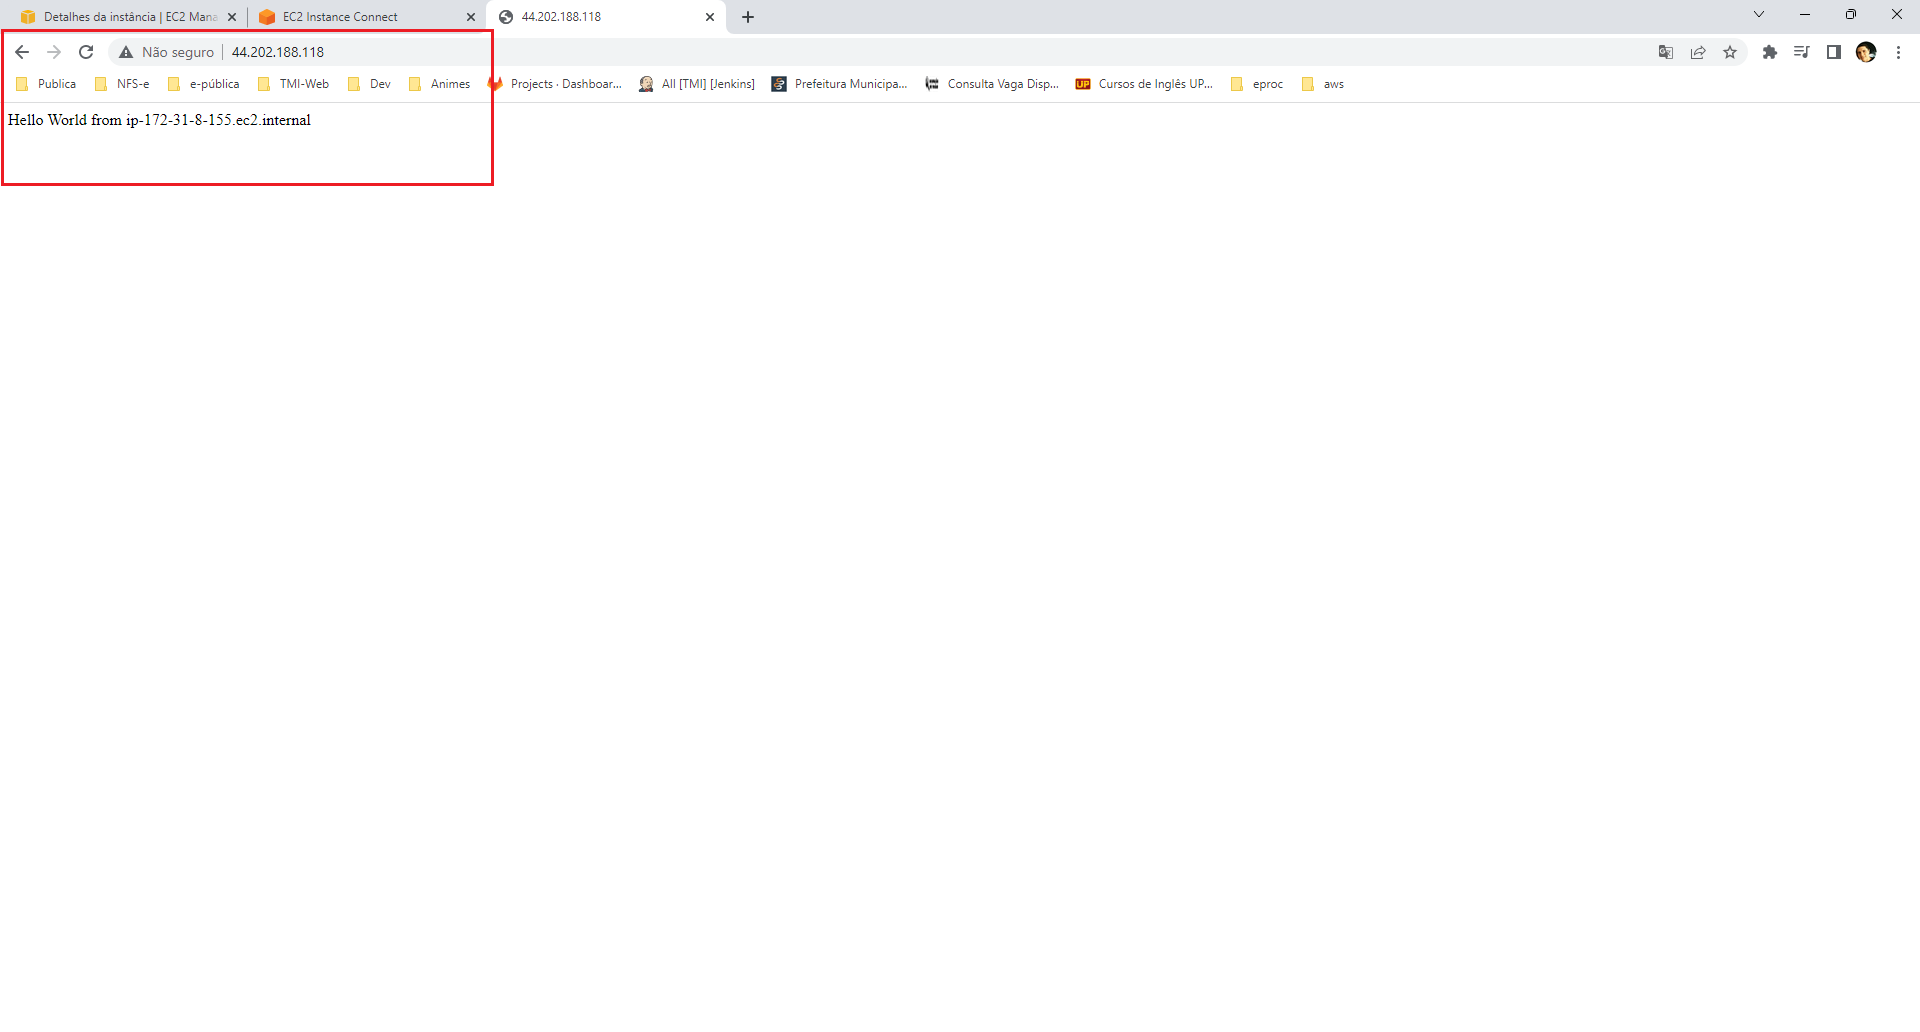 Detalhes da instância | EC2 Mana
EC2 Instance Connect
44.202.188.118
Não seguro
44.202.188.118
Publica
NFS-e
e-pública
TMI-Web
Dev
Animes
Projects · Dashboar...
All [TMI] [Jenkins]
Prefeitura Municipa...
Consulta Vaga Disp...
UP
Cursos de Inglês UP...
eproc
aws
Hello World from ip-172-31-8-155.ec2.internal